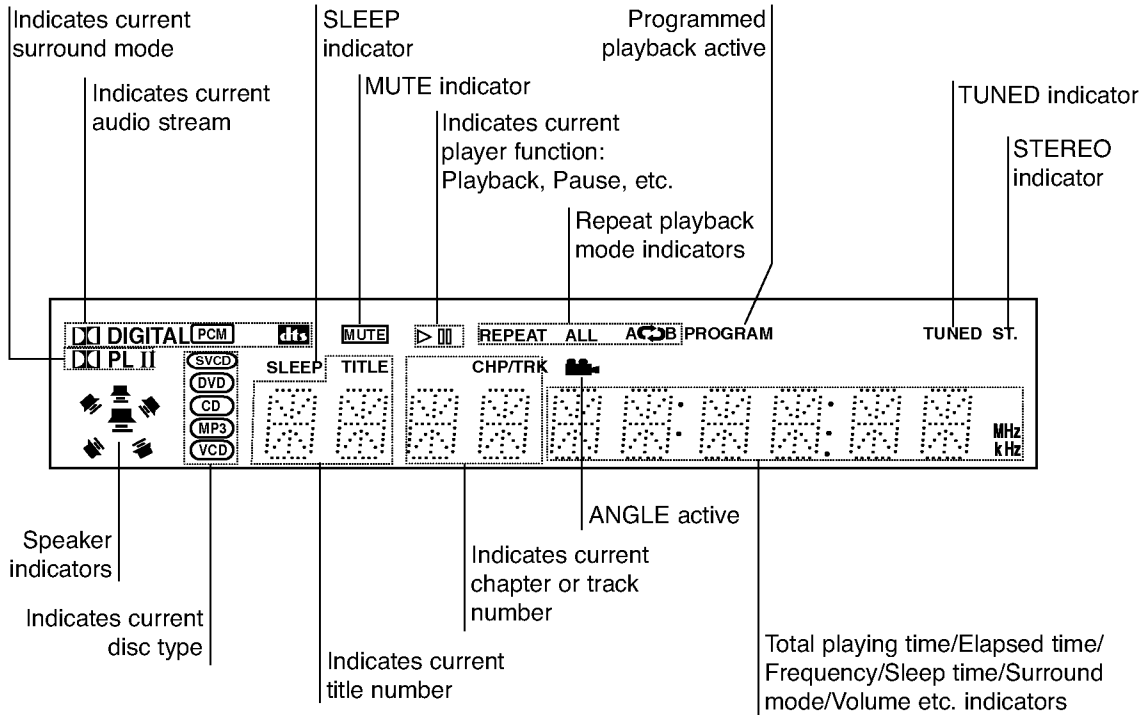 Indicates current
surround mode
SLEEP
indicator
Programmed
playback active
Indicates current
audio stream
MUTE indicator
TUNED indicator
Indicates current
player function:
Playback, Pause, etc.
STEREO
indicator
Repeat playback
mode indicators
DIGITAL PCM dts MUTE REPEAT ALL A B PROGRAM TUNED ST.
PL II SVCD SLEEP TITLE CHP/TRK
DVD
CD
MP3
VCD
MHz
kHz
ANGLE active
Speaker
indicators
Indicates current
chapter or track
number
Indicates current
disc type
Indicates current
title number
Total playing time/Elapsed time/
Frequency/Sleep time/Surround
mode/Volume etc. indicators